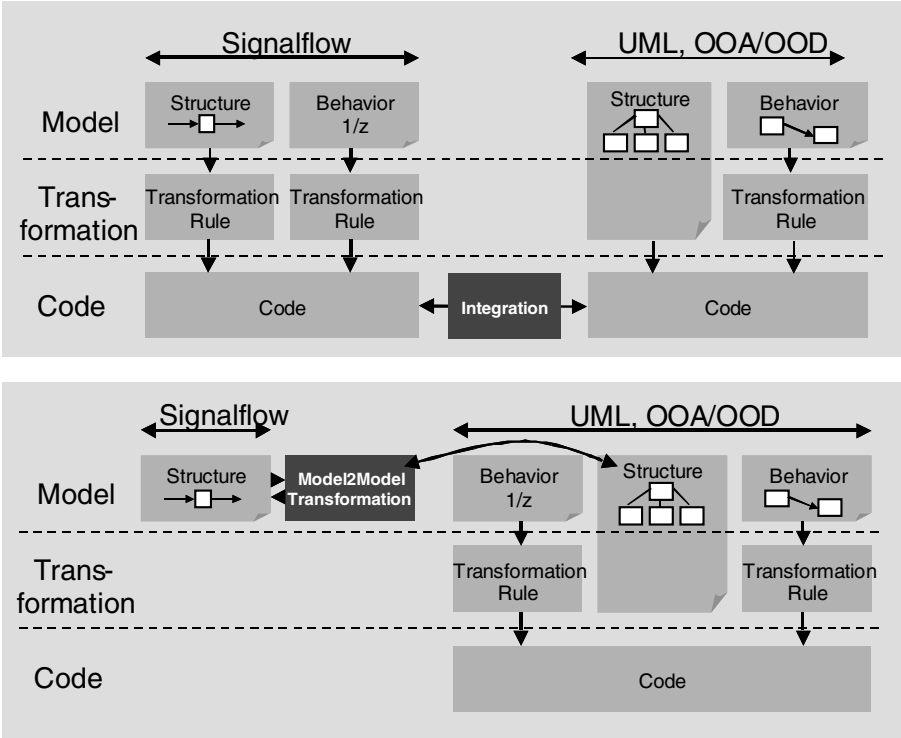 Signalflow
UML, OOA/OOD
Model
Structure
Behavior
1/z
Structure
Behavior
Trans-
formation
Transformation
Rule
Transformation
Rule
Transformation
Rule
Code
Code
Integration
Code
Signalflow
UML, OOA/OOD
Model
Structure
Model2Model
Transformation
Behavior
1/z
Structure
Behavior
Trans-
formation
Transformation
Rule
Transformation
Rule
Code
Code